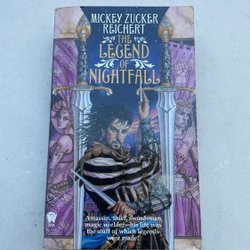 MICKEY ZUCKER
REICHERT
THE
LEGEND
OF
NIGHTFALL
Assassin, thief, swordsman,
magic wielder—his life was
the stuff of which legends
were made!